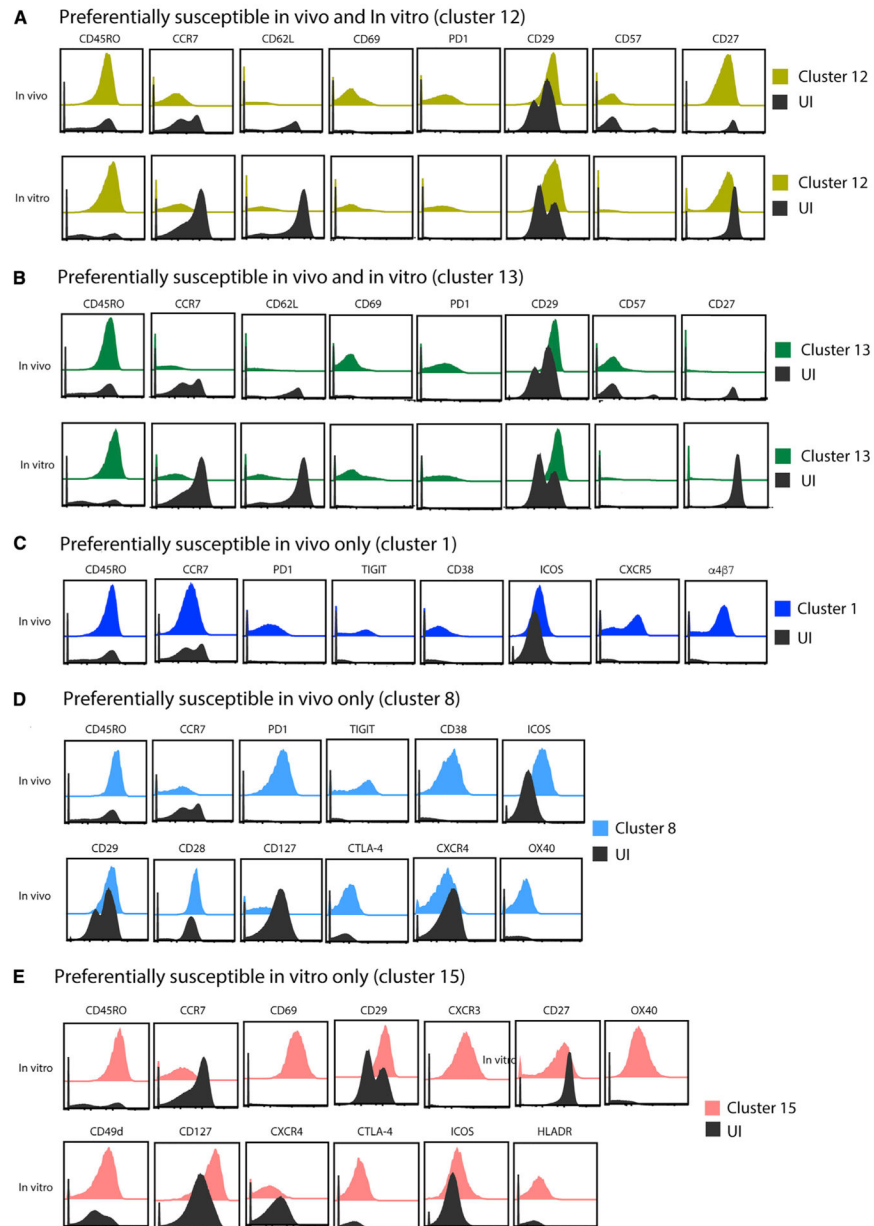 A Preferentially susceptible in vivo and In vitro (cluster 12)
CD45RO CCR7 CD62L CD69 PD1 CD29 CD57 CD27
In vivo
Cluster 12
UI
In vitro
Cluster 12
UI
B Preferentially susceptible in vivo and in vitro (cluster 13)
CD45RO CCR7 CD62L CD69 PD1 CD29 CD57 CD27
In vivo
Cluster 13
UI
In vitro
Cluster 13
UI
C Preferentially susceptible in vivo only (cluster 1)
CD45RO CCR7 PD1 TIGIT CD38 ICOS CXCR5 α4β7
In vivo
Cluster 1
UI
D Preferentially susceptible in vivo only (cluster 8)
CD45RO CCR7 PD1 TIGIT CD38 ICOS
In vivo
CD29 CD28 CD127 CTLA-4 CXCR4 OX40
In vivo
Cluster 8
UI
E Preferentially susceptible in vitro only (cluster 15)
CD45RO CCR7 CD69 CD29 CXCR3 CD27 OX40
In vitro
In vitro
CD49d CD127 CXCR4 CTLA-4 ICOS HLADR
In vitro
Cluster 15
UI